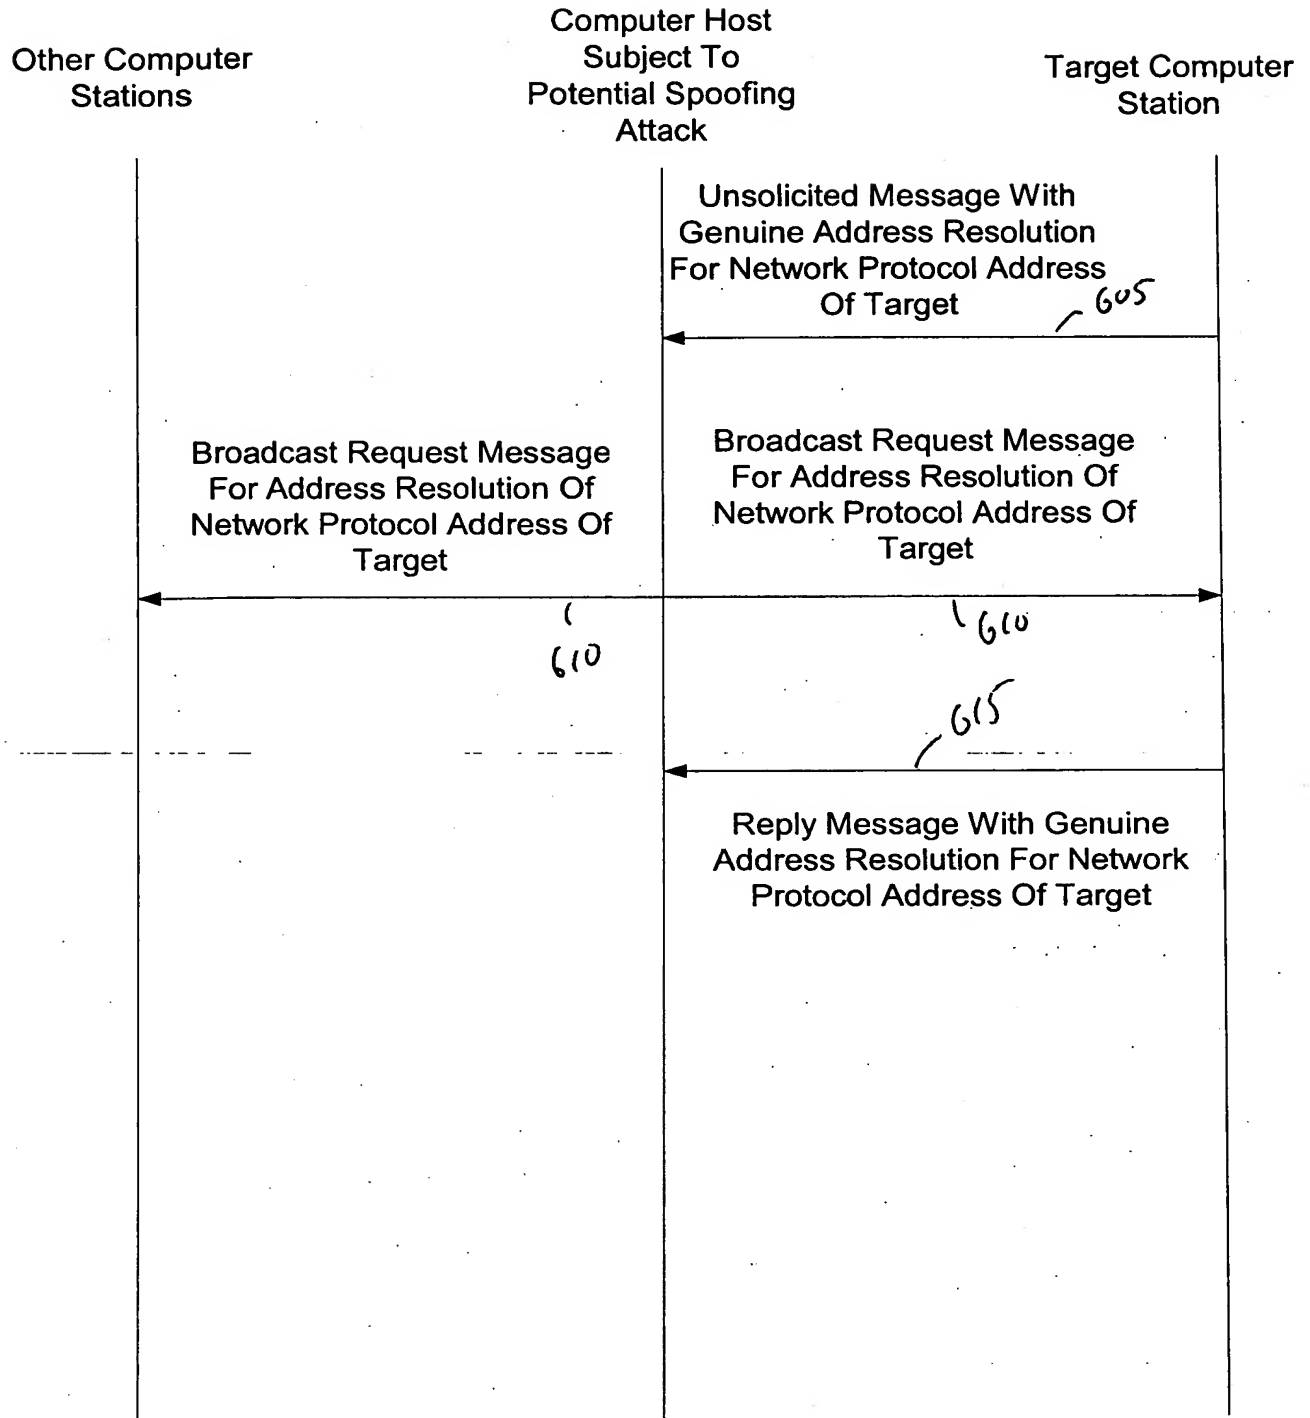 Other Computer
Stations
Computer Host
Subject To
Potential Spoofing
Attack
Target Computer
Station
Unsolicited Message With
Genuine Address Resolution
For Network Protocol Address
Of Target
605
Broadcast Request Message
For Address Resolution Of
Network Protocol Address Of
Target
Broadcast Request Message
For Address Resolution Of
Network Protocol Address Of
Target
610
610
615
Reply Message With Genuine
Address Resolution For Network
Protocol Address Of Target